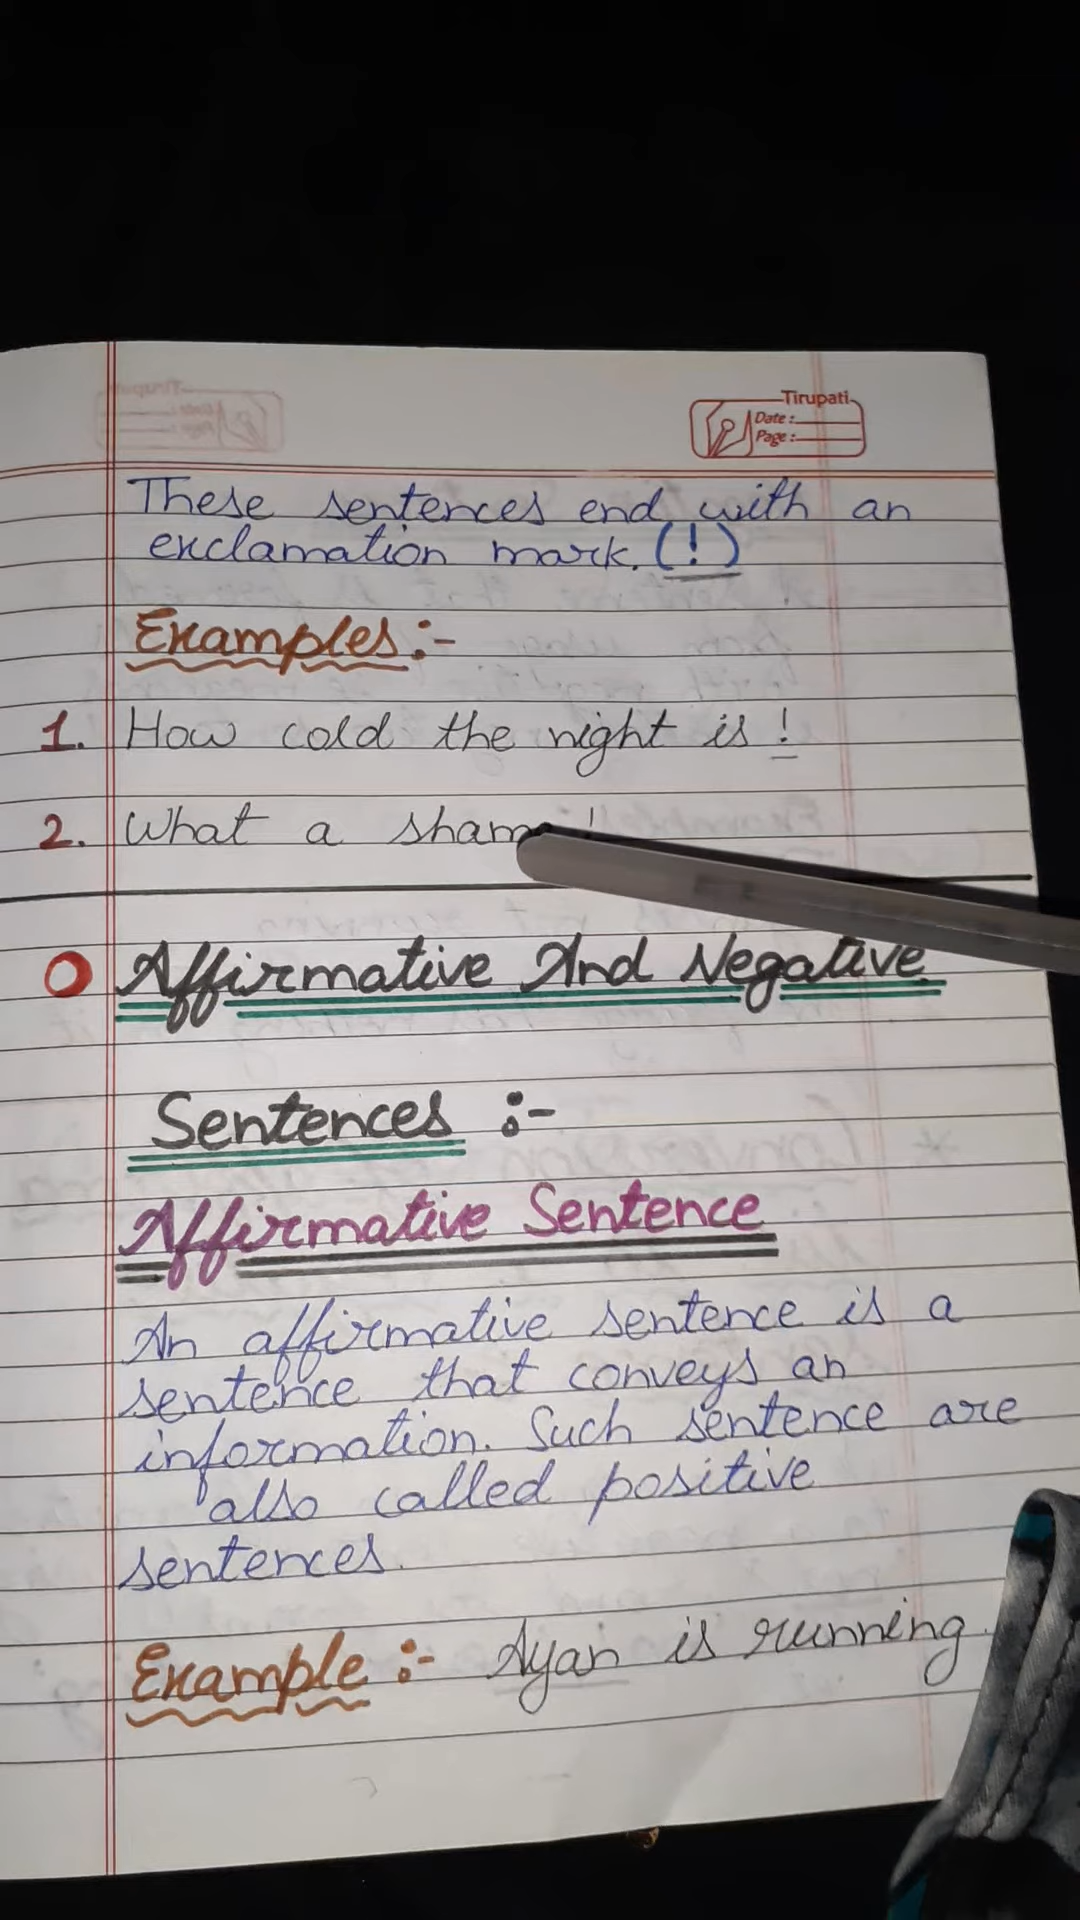 Tirupati
Date :
Page :
These sentences end with an
exclamation mark. (!)
Examples :-
1. How cold the night is !
2. What a shame !
Affirmative And Negative
Sentences :-
Affirmative Sentence
An affirmative sentence is a
sentence that conveys an
information. Such sentence are
also called positive
sentences.
Example :- Ayan is running.